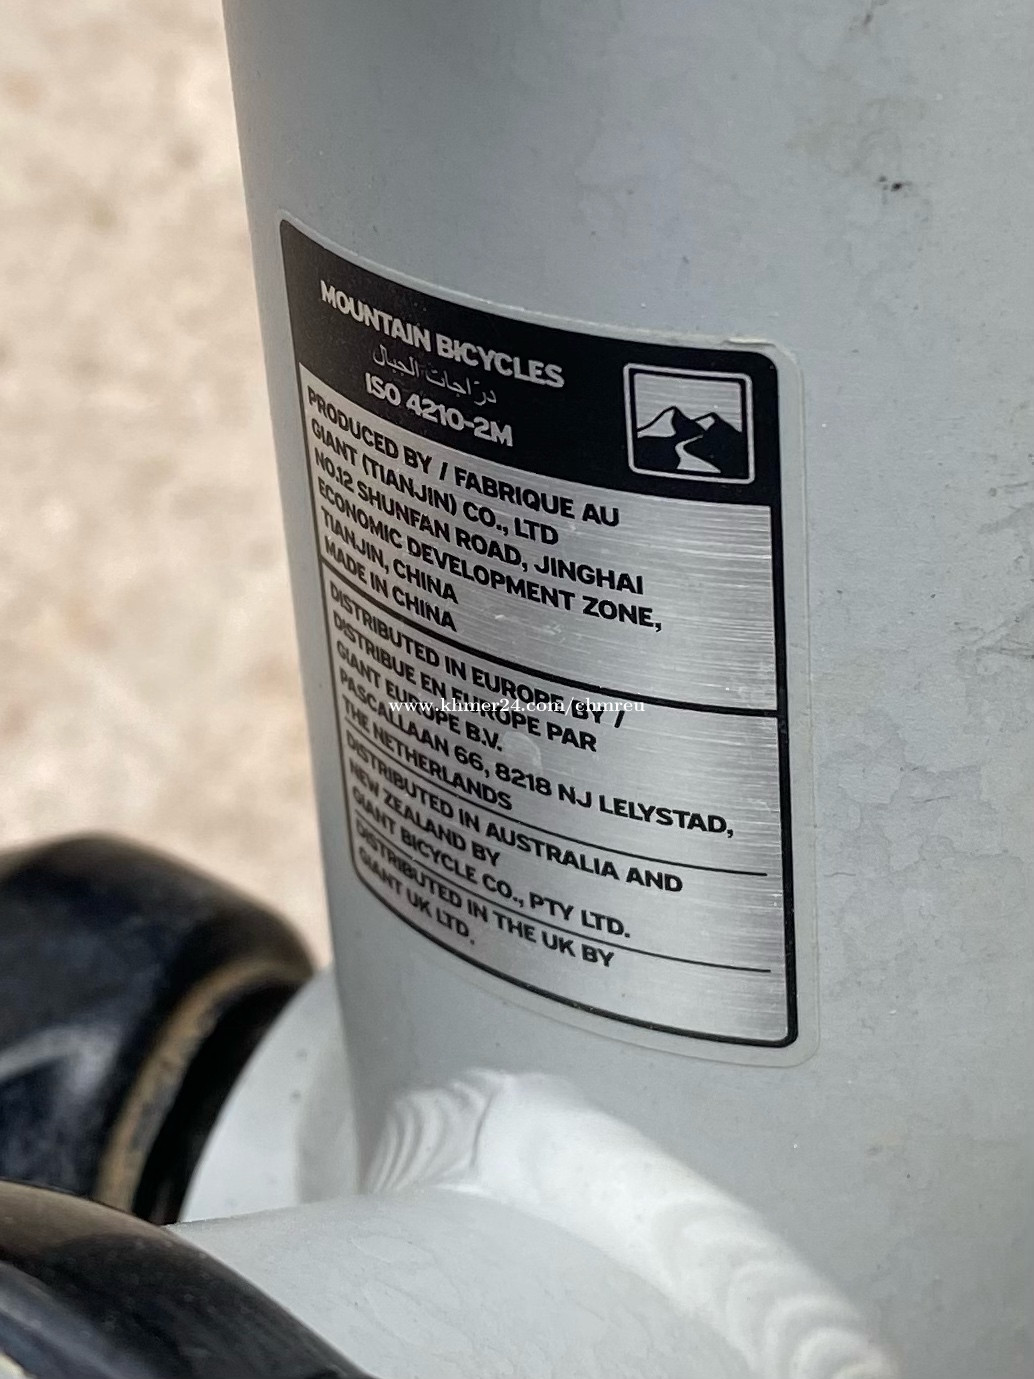 MOUNTAIN BICYCLES
دراجات الجبال
ISO 4210-2M
PRODUCED BY / FABRIQUE AU
GIANT (TIANJIN) CO., LTD
NO.12 SHUNFAN ROAD, JINGHAI
ECONOMIC DEVELOPMENT ZONE,
TIANJIN, CHINA
MADE IN CHINA
DISTRIBUTED IN EUROPE BY /
DISTRIBUE EN EUROPE PAR
GIANT EUROPE B.V.
PASCALLAAN 66, 8218 NJ LELYSTAD,
THE NETHERLANDS
DISTRIBUTED IN AUSTRALIA AND
NEW ZEALAND BY
GIANT BICYCLE CO., PTY LTD.
DISTRIBUTED IN THE UK BY
GIANT UK LTD.
www.khmer24.com/chmreu